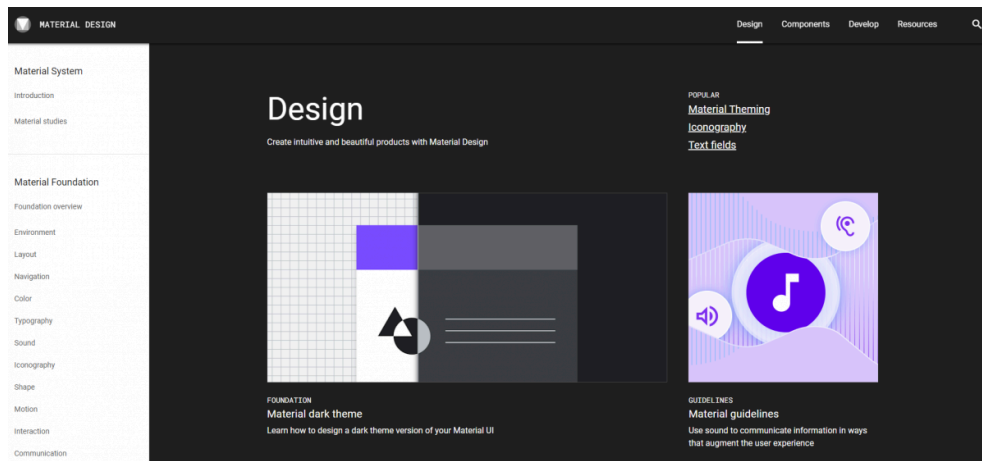 MATERIAL DESIGN
Design
Components
Develop
Resources
Material System
Introduction
Material studies
Material Foundation
Foundation overview
Environment
Layout
Navigation
Color
Typography
Sound
Iconography
Shape
Motion
Interaction
Communication
Design
Create intuitive and beautiful products with Material Design
POPULAR
Material Theming
Iconography
Text fields
FOUNDATION
Material dark theme
Learn how to design a dark theme version of your Material UI
GUIDELINES
Material guidelines
Use sound to communicate information in ways
that augment the user experience